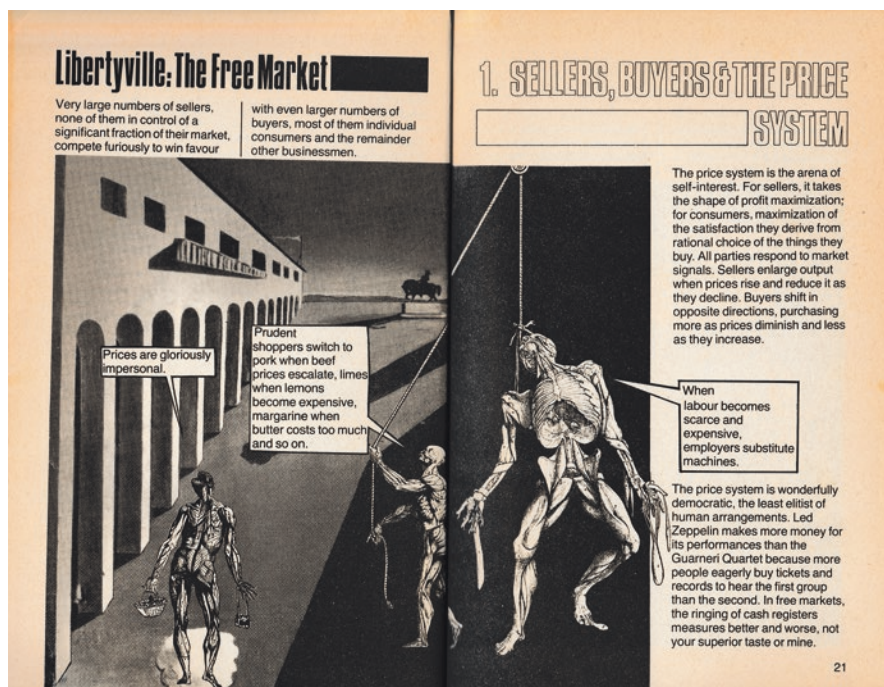 Libertyville: The Free Market
Very large numbers of sellers,
none of them in control of a
significant fraction of their market,
compete furiously to win favour
with even larger numbers of
buyers, most of them individual
consumers and the remainder
other businessmen.
Prices are gloriously
impersonal.
Prudent
shoppers switch to
pork when beef
prices escalate, limes
when lemons
become expensive,
margarine when
butter costs too much
and so on.
1. SELLERS, BUYERS & THE PRICE
SYSTEM
The price system is the arena of
self-interest. For sellers, it takes
the shape of profit maximization;
for consumers, maximization of
the satisfaction they derive from
rational choice of the things they
buy. All parties respond to market
signals. Sellers enlarge output
when prices rise and reduce it as
they decline. Buyers shift in
opposite directions, purchasing
more as prices diminish and less
as they increase.
When
labour becomes
scarce and
expensive,
employers substitute
machines.
The price system is wonderfully
democratic, the least elitist of
human arrangements. Led
Zeppelin makes more money for
its performances than the
Guarneri Quartet because more
people eagerly buy tickets and
records to hear the first group
than the second. In free markets,
the ringing of cash registers
measures better and worse, not
your superior taste or mine.
21